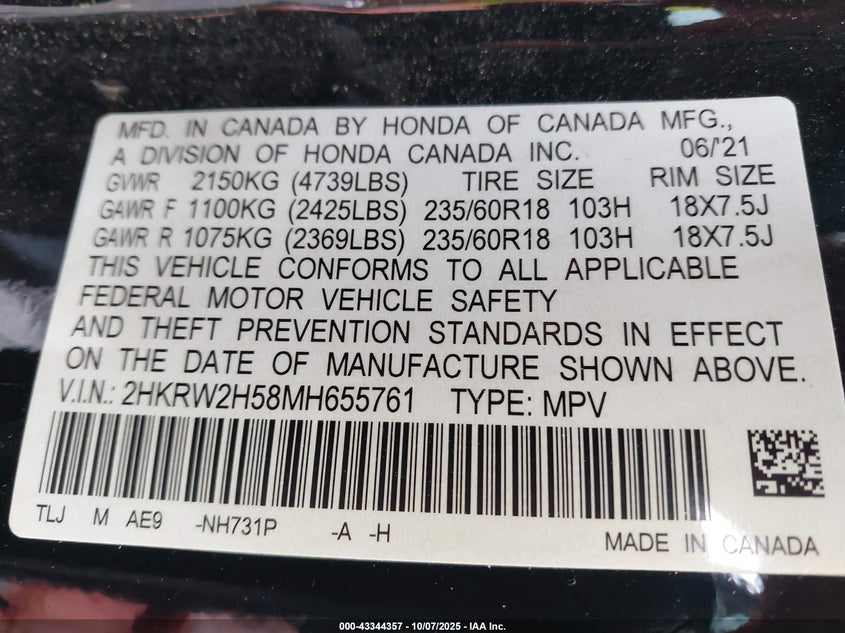 MFD. IN CANADA BY HONDA OF CANADA MFG.,
A DIVISION OF HONDA CANADA INC. 06/'21
GVWR 2150KG (4739LBS) TIRE SIZE RIM SIZE
GAWR F 1100KG (2425LBS) 235/60R18 103H 18X7.5J
GAWR R 1075KG (2369LBS) 235/60R18 103H 18X7.5J
THIS VEHICLE CONFORMS TO ALL APPLICABLE
FEDERAL MOTOR VEHICLE SAFETY
AND THEFT PREVENTION STANDARDS IN EFFECT
ON THE DATE OF MANUFACTURE SHOWN ABOVE.
V.I.N.: 2HKRW2H58MH655761 TYPE: MPV
TLJ M AE9 -NH731P -A -H
MADE IN CANADA
000-43344357 - 10/07/2025 - IAA Inc.